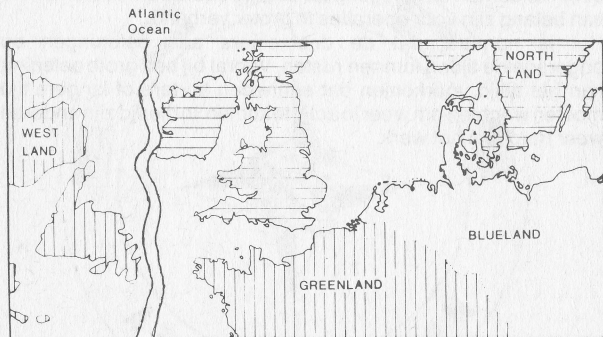 Atlantic
Ocean
NORTH
LAND
WEST
LAND
BLUELAND
GREENLAND